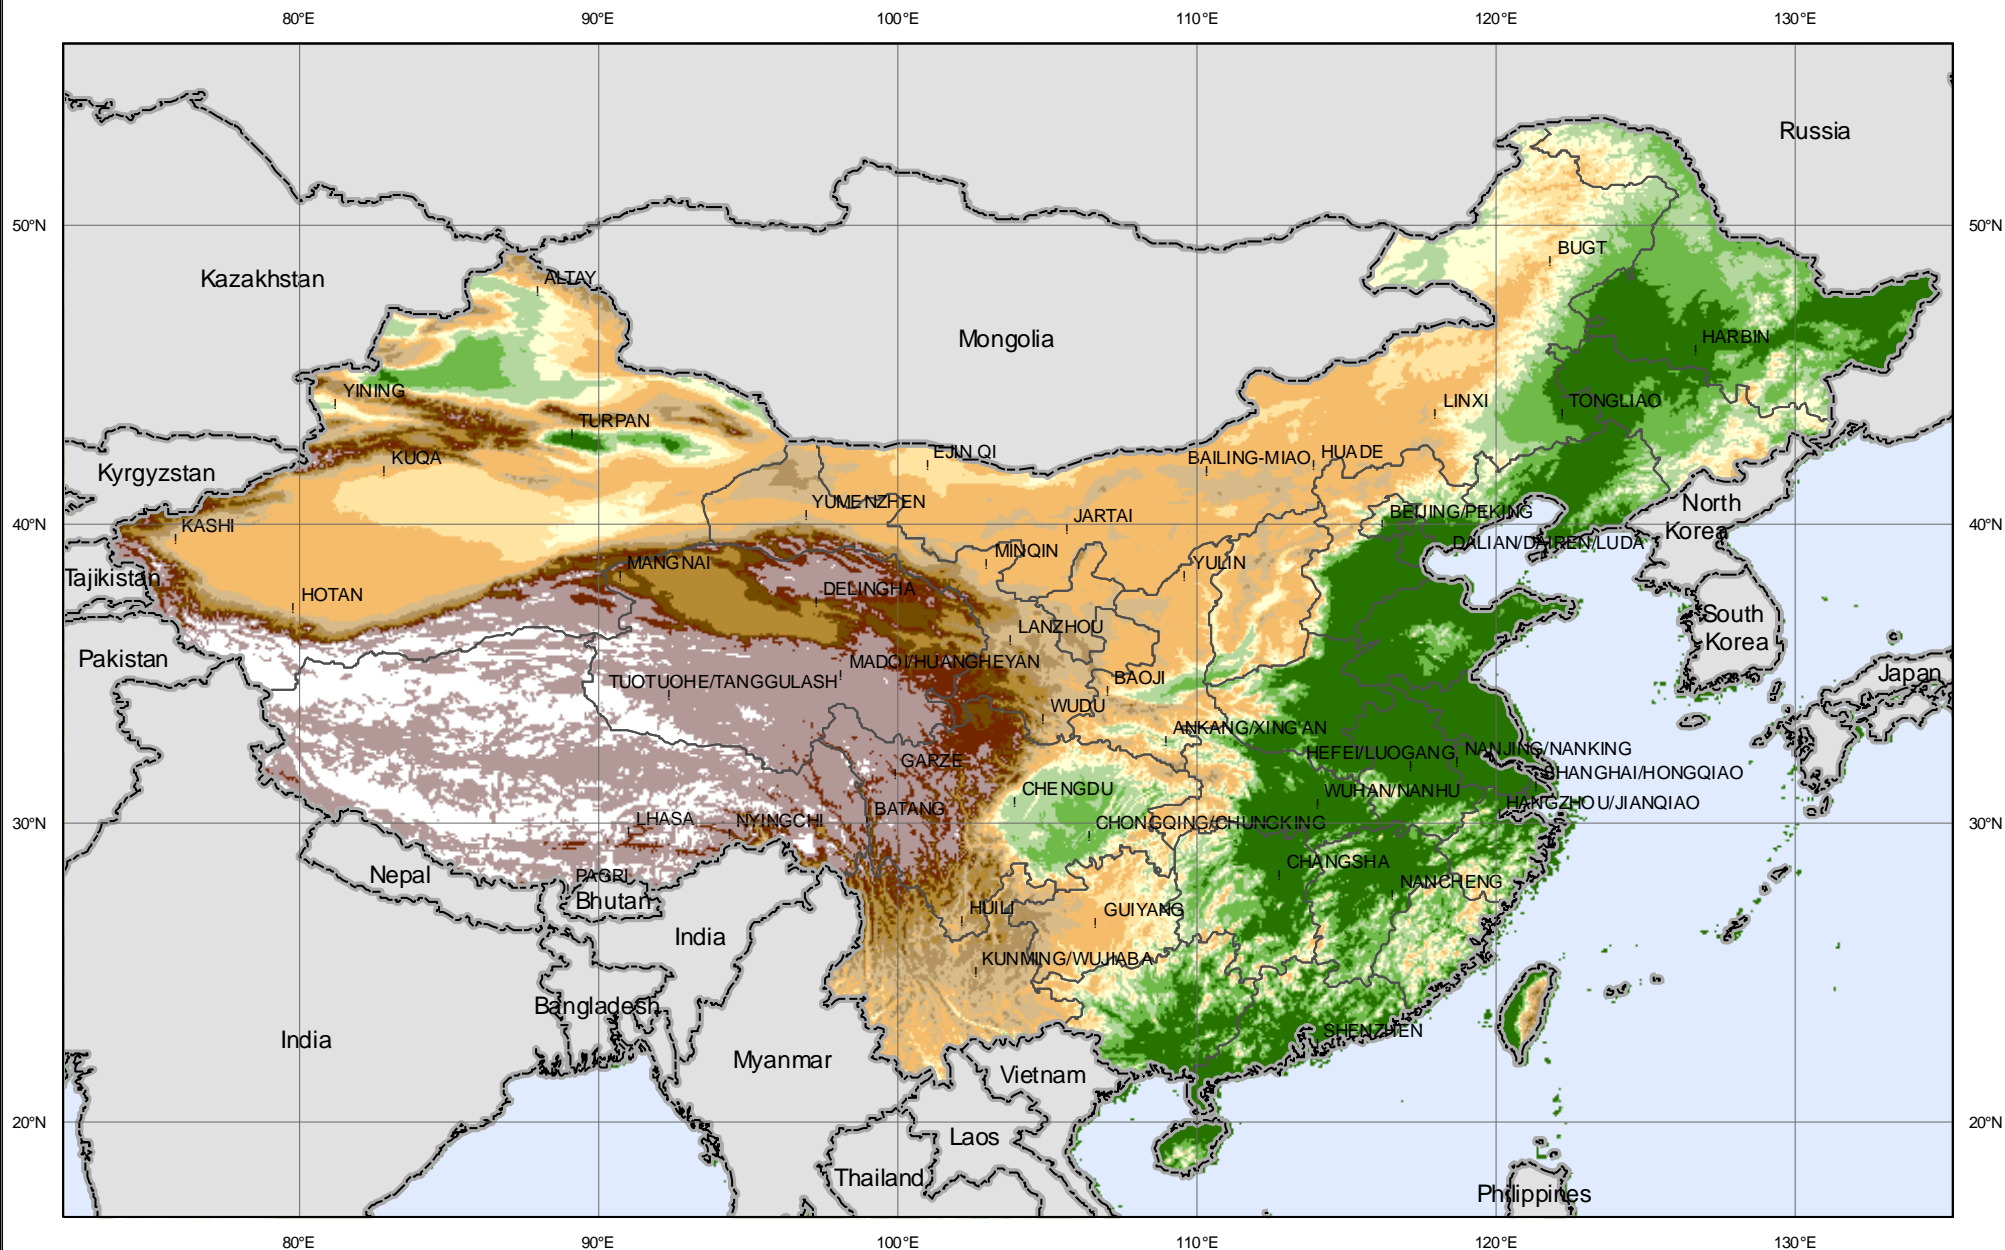 80°E 90°E 100°E 110°E 120°E 130°E
Russia
50°N 50°N
BUGT
Kazakhstan
ALTAY
Mongolia
HARBIN
YINING
LINXI
TONGLIAO
TURPAN
KUQA
EJIN QI
BAILING-MIAO
HUADE
Kyrgyzstan
YUMENZHEN
North
Korea
BEIJING/PEKING
JARTAI
40°N 40°N
KASHI
DALIAN/DAIREN/LUDA
MINQIN
MANGNAI
YULIN
Tajikistan
DELINGHA
HOTAN
South
Korea
LANZHOU
Pakistan
MADOI/HUANGHEYAN
Japan
TUOTUOHE/TANGGULASH
BAOJI
WUDU
ANKANG/XING'AN
HEFEI/LUOGANG
NANJING/NANKING
GARZE
SHANGHAI/HONGQIAO
CHENGDU
WUHAN/NANHU
HANGZHOU/JIANQIAO
BATANG
LHASA
NYINGCHI
CHONGQING/CHUNGKING
30°N 30°N
CHANGSHA
Nepal
PAGRI
NANCHENG
Bhutan
HUILI
GUIYANG
India
KUNMING/WUJIABA
Bangladesh
SHENZHEN
India
Myanmar
Vietnam
20°N 20°N
Laos
Thailand
Philippines
80°E 90°E 100°E 110°E 120°E 130°E